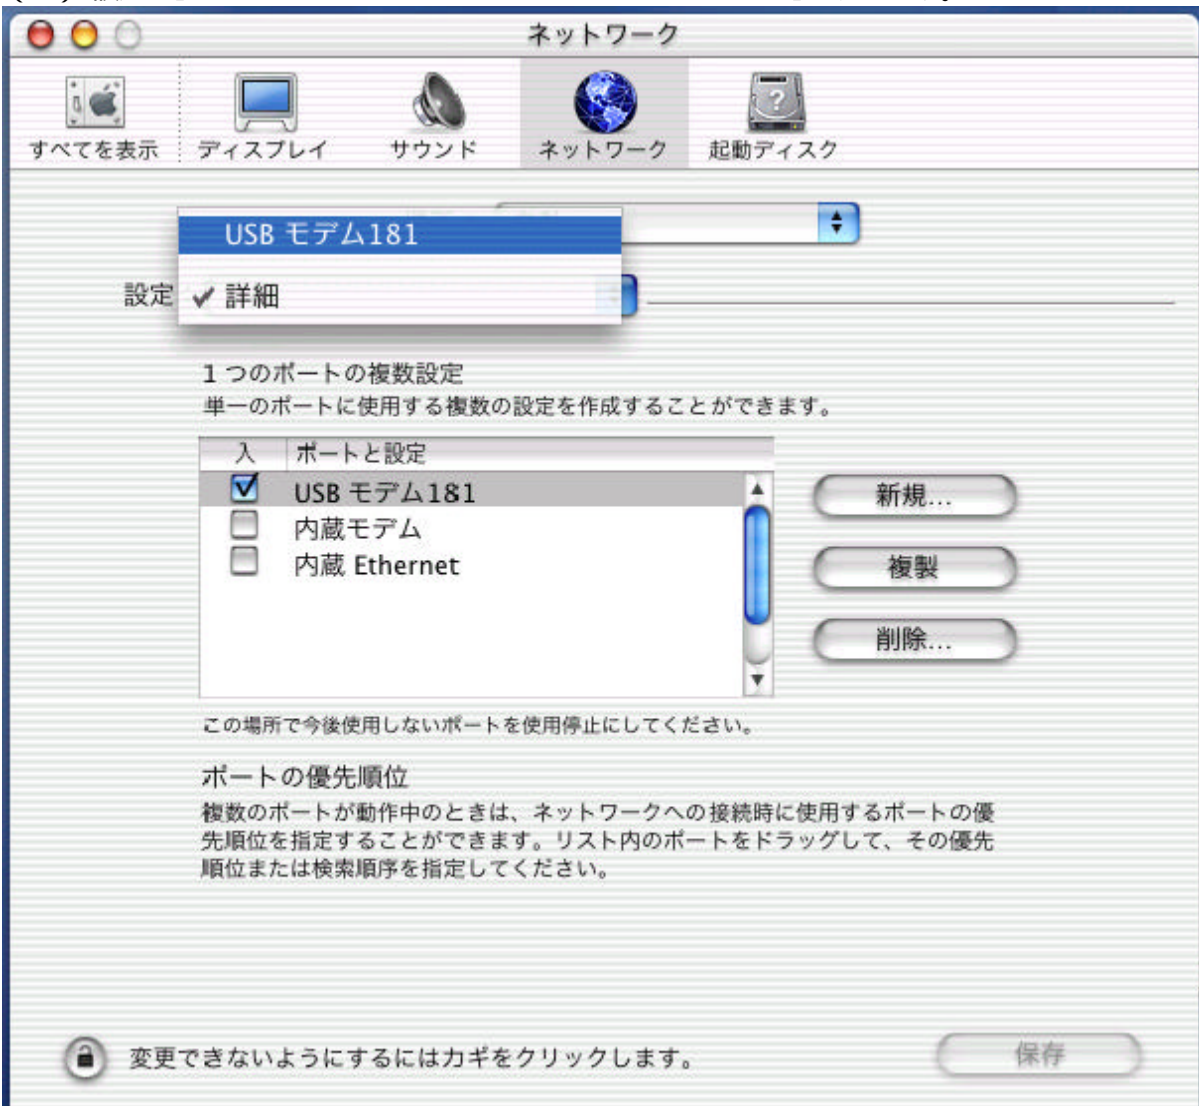 ネットワーク
すべてを表示
ディスプレイ
サウンド
ネットワーク
起動ディスク
USB モデム181
設定
✔ 詳細
1 つのポートの複数設定
単一のポートに使用する複数の設定を作成することができます。
入 ポートと設定
USB モデム181
内蔵モデム
内蔵 Ethernet
新規...
複製
削除...
この場所で今後使用しないポートを使用停止にしてください。
ポートの優先順位
複数のポートが動作中のときは、ネットワークへの接続時に使用するポートの優
先順位を指定することができます。リスト内のポートをドラッグして、その優先
順位または検索順序を指定してください。
変更できないようにするにはカギをクリックします。
保存